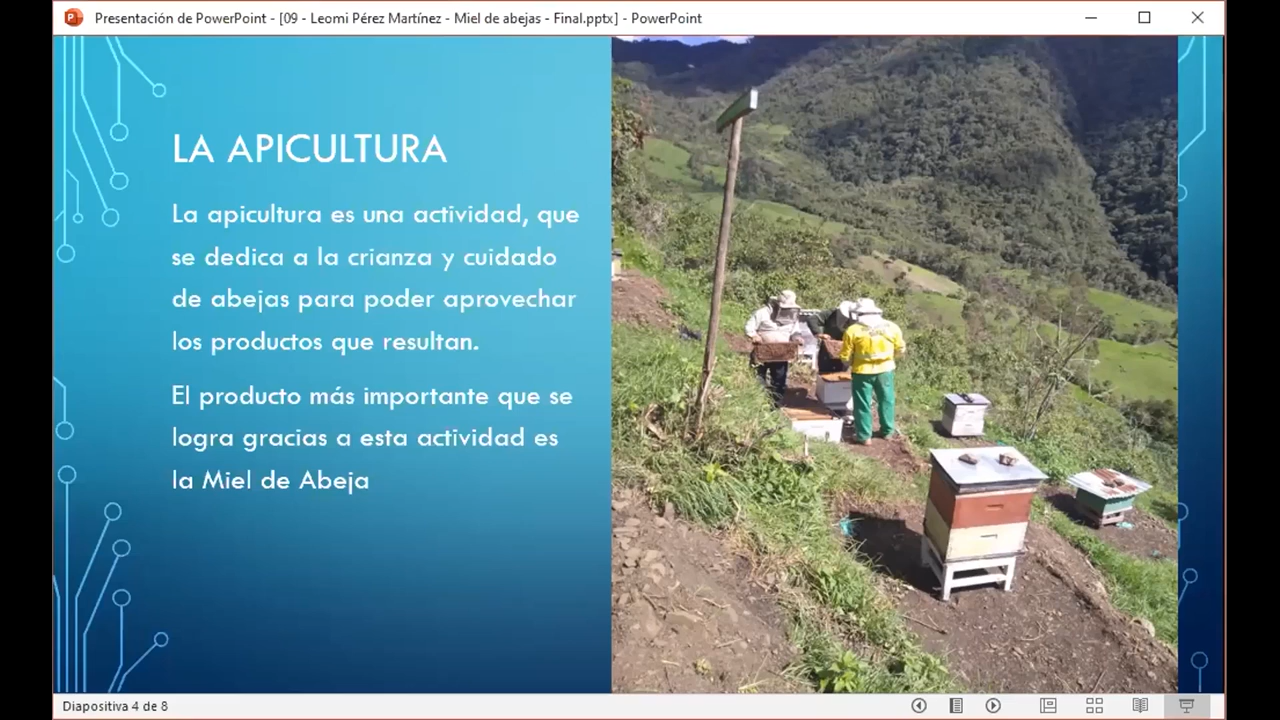 Presentación de PowerPoint - [09 - Leomi Pérez Martínez - Miel de abejas - Final.pptx] - PowerPoint
LA APICULTURA
La apicultura es una actividad, que
se dedica a la crianza y cuidado
de abejas para poder aprovechar
los productos que resultan.
El producto más importante que se
logra gracias a esta actividad es
la Miel de Abeja
Diapositiva 4 de 8